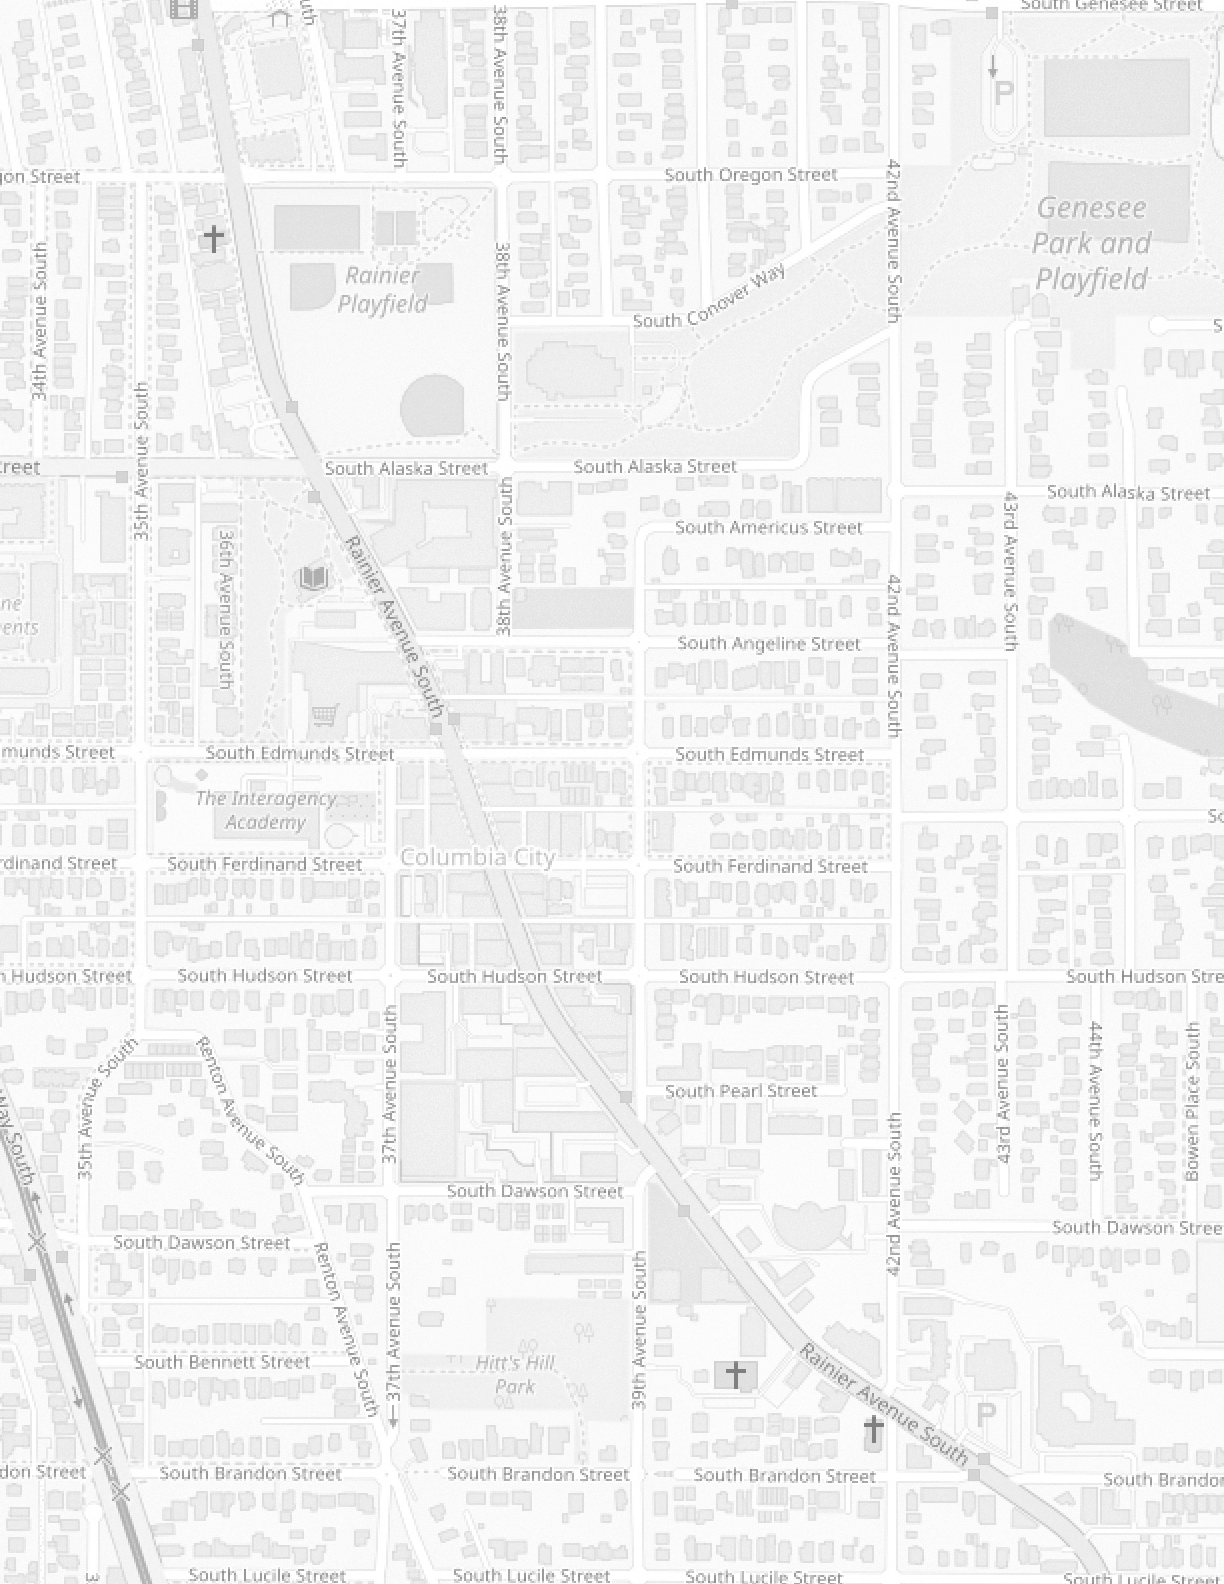 South Genesee Street
37th Avenue South
38th Avenue South
P
South Oregon Street
42nd Avenue South
Genesee
Park and
Playfield
34th Avenue South
38th Avenue South
Rainier
Playfield
South Conover Way
35th Avenue South
South Alaska Street
South Alaska Street
South Alaska Street
38th Avenue South
43rd Avenue South
South Americus Street
36th Avenue South
Rainier Avenue South
42nd Avenue South
South Angeline Street
South Edmunds Street
South Edmunds Street
The Interagency
Academy
Columbia City
South Ferdinand Street
South Ferdinand Street
South Hudson Street
South Hudson Street
South Hudson Street
South Hudson Stre
35th Avenue South
Renton Avenue South
37th Avenue South
43rd Avenue South
44th Avenue South
Bowen Place South
South Pearl Street
42nd Avenue South
South Dawson Street
South Dawson Stree
South Dawson Street
Renton Avenue South
37th Avenue South
39th Avenue South
South Bennett Street
Hitt's Hill
Park
Rainier Avenue South
P
South Brandon Street
South Brandon Street
South Brandon Street
South Brandon
South Lucile Street
South Lucile Street
South Lucile Street
South Lucile Street